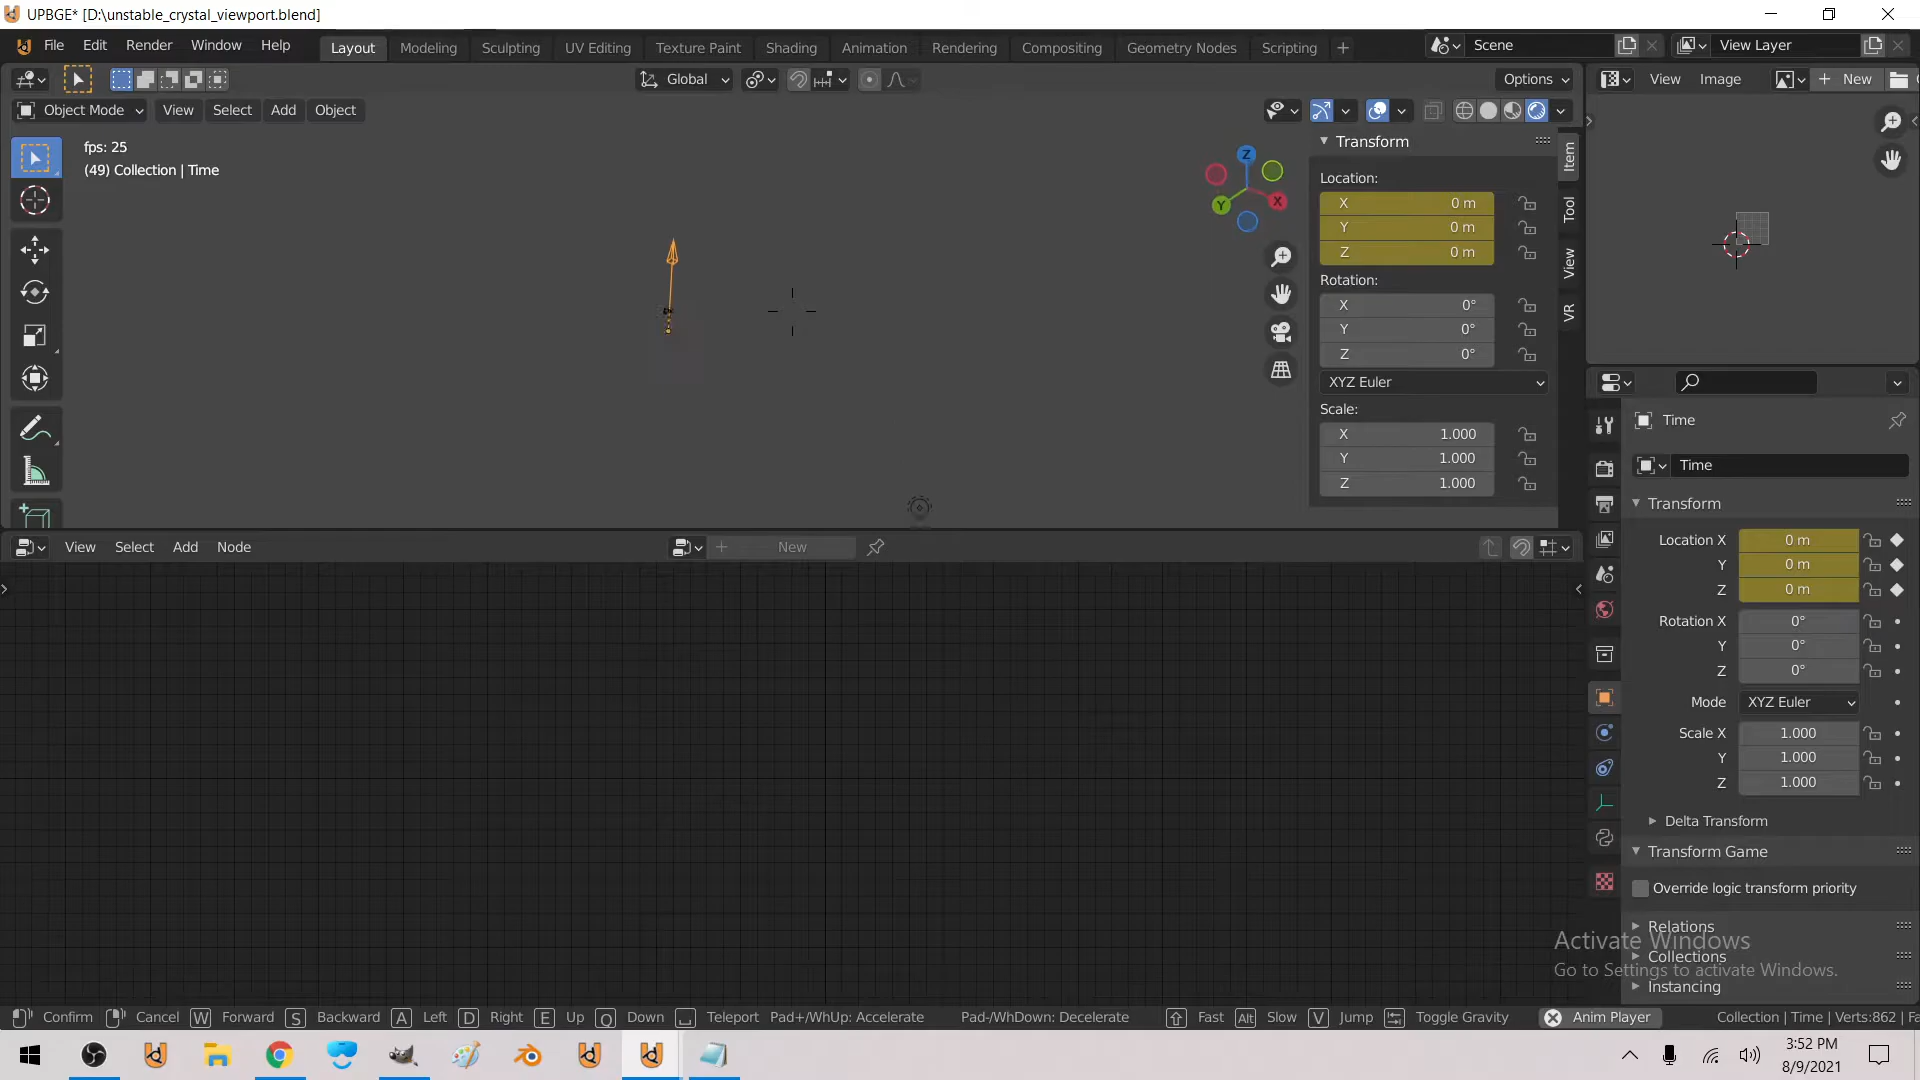 UPBGE* [D:\unstable_crystal_viewport.blend]
File Edit Render Window Help Layout Modeling Sculpting UV Editing Texture Paint Shading Animation Rendering Compositing Geometry Nodes Scripting + Scene View Layer
Global Options View Image + New
Object Mode View Select Add Object
fps: 25
(49) Collection | Time
Z
Y
X
Transform
Location:
X 0 m
Y 0 m
Z 0 m
Rotation:
X 0°
Y 0°
Z 0°
XYZ Euler
Scale:
X 1.000
Y 1.000
Z 1.000
Item
Tool
View
VR
View Select Add Node + New
Time
Time
Transform
Location X 0 m
Y 0 m
Z 0 m
Rotation X 0°
Y 0°
Z 0°
Mode XYZ Euler
Scale X 1.000
Y 1.000
Z 1.000
Delta Transform
Transform Game
Override logic transform priority
Relations
Collections
Instancing
Activate Windows
Go to Settings to activate Windows.
Confirm Cancel W Forward S Backward A Left D Right E Up Q Down Teleport Pad+/WhUp: Accelerate Pad-/WhDown: Decelerate Fast Alt Slow V Jump Toggle Gravity Anim Player Collection | Time | Verts:862 | Fa
3:52 PM
8/9/2021